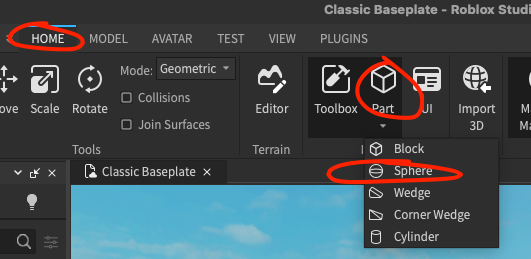 Classic Baseplate - Roblox Studi
HOME MODEL AVATAR TEST VIEW PLUGINS
Mode: Geometric
Collisions
Join Surfaces
ove Scale Rotate
Editor Toolbox Part UI Import
3D
Tools Terrain
Classic Baseplate ×
Block
Sphere
Wedge
Corner Wedge
Cylinder